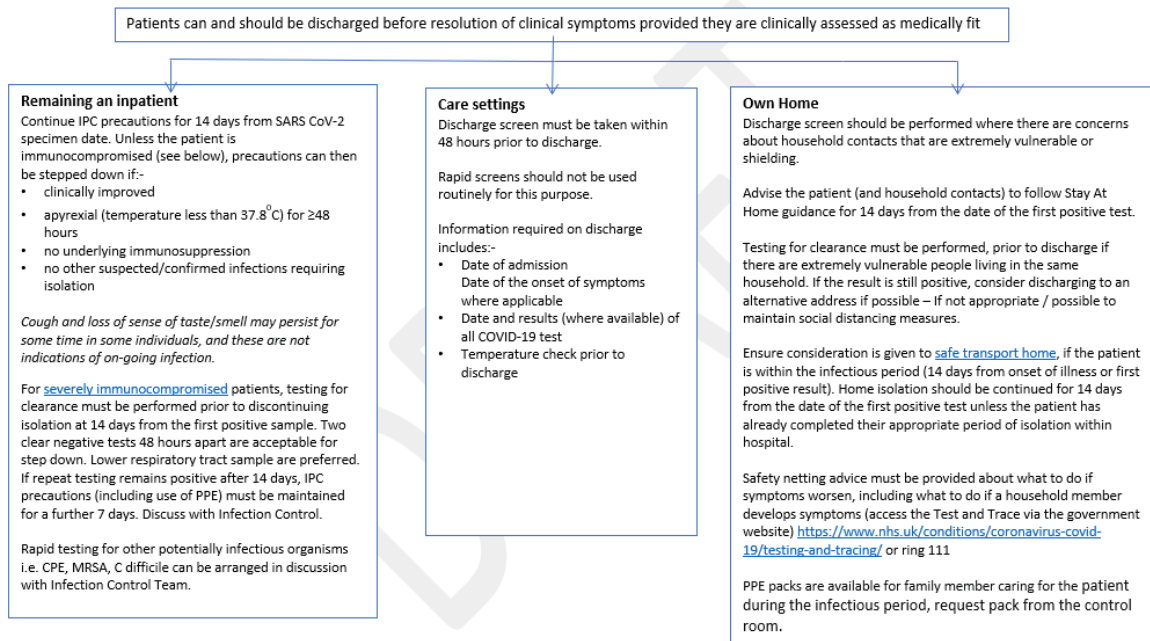 Patients can and should be discharged before resolution of clinical symptoms provided they are clinically assessed as medically fit
Remaining an inpatient
Continue IPC precautions for 14 days from SARS CoV-2
specimen date. Unless the patient is
immunocompromised (see below), precautions can then
be stepped down if:-
• clinically improved
• apyrexial (temperature less than 37.8°C) for ≥48
hours
• no underlying immunosuppression
• no other suspected/confirmed infections requiring
isolation
Cough and loss of sense of taste/smell may persist for
some time in some individuals, and these are not
indications of on-going infection.
For severely immunocompromised patients, testing for
clearance must be performed prior to discontinuing
isolation at 14 days from the first positive sample. Two
clear negative tests 48 hours apart are acceptable for
step down. Lower respiratory tract sample are preferred.
If repeat testing remains positive after 14 days, IPC
precautions (including use of PPE) must be maintained
for a further 7 days. Discuss with Infection Control.
Rapid testing for other potentially infectious organisms
i.e. CPE, MRSA, C difficile can be arranged in discussion
with Infection Control Team.
Care settings
Discharge screen must be taken within
48 hours prior to discharge.
Rapid screens should not be used
routinely for this purpose.
Information required on discharge
includes:-
• Date of admission
Date of the onset of symptoms
where applicable
• Date and results (where available) of
all COVID-19 test
• Temperature check prior to
discharge
Own Home
Discharge screen should be performed where there are concerns
about household contacts that are extremely vulnerable or
shielding.
Advise the patient (and household contacts) to follow Stay At
Home guidance for 14 days from the date of the first positive test.
Testing for clearance must be performed, prior to discharge if
there are extremely vulnerable people living in the same
household. If the result is still positive, consider discharging to an
alternative address if possible – If not appropriate / possible to
maintain social distancing measures.
Ensure consideration is given to safe transport home, if the patient
is within the infectious period (14 days from onset of illness or first
positive result). Home isolation should be continued for 14 days
from the date of the first positive test unless the patient has
already completed their appropriate period of isolation within
hospital.
Safety netting advice must be provided about what to do if
symptoms worsen, including what to do if a household member
develops symptoms (access the Test and Trace via the government
website) https://www.nhs.uk/conditions/coronavirus-covid-
19/testing-and-tracing/ or ring 111
PPE packs are available for family member caring for the patient
during the infectious period, request pack from the control
room.
DRAFT